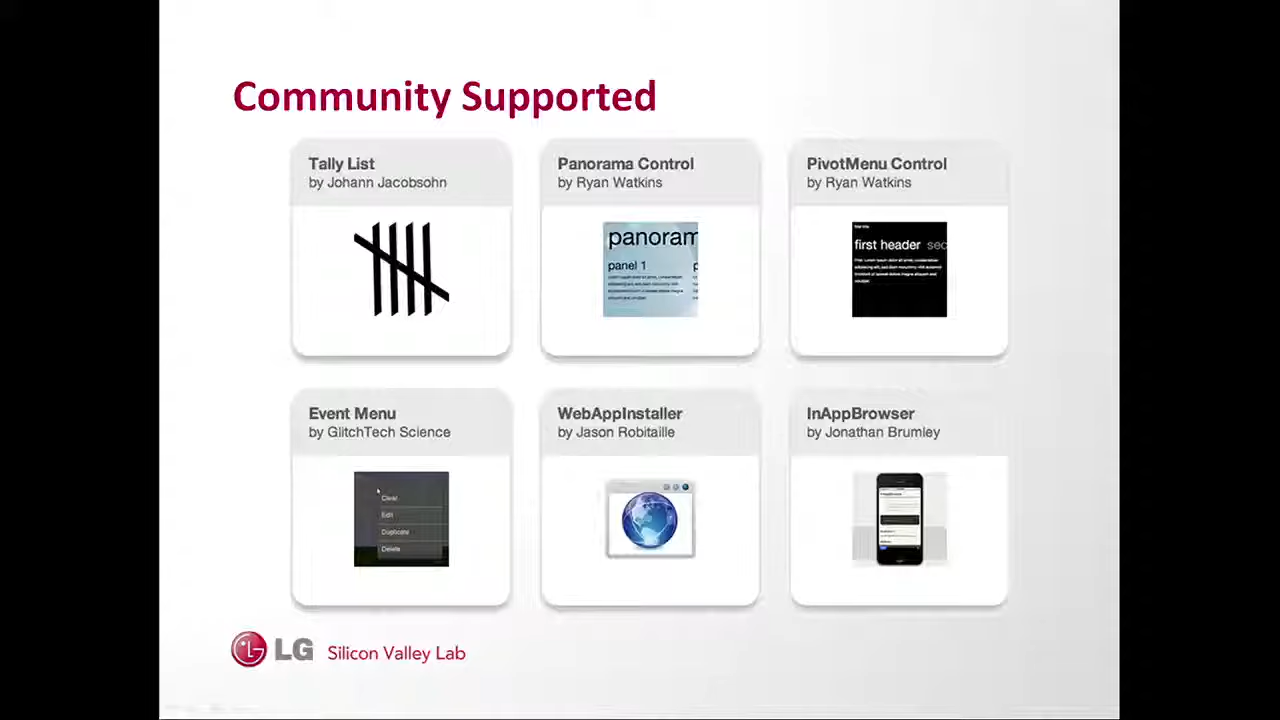 Community Supported
Tally List
by Johann Jacobsohn
Panorama Control
by Ryan Watkins
panoram
panel 1
PivotMenu Control
by Ryan Watkins
first header sec
Event Menu
by GlitchTech Science
Clear
Edit
Duplicate
Delete
WebAppInstaller
by Jason Robitaille
InAppBrowser
by Jonathan Brumley
LG Silicon Valley Lab